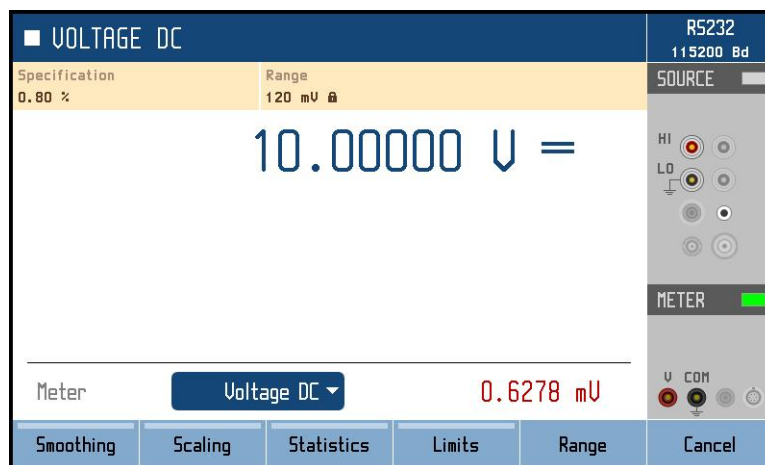 VOLTAGE DC
RS232
115200 Bd
Specification
0.80 %
Range
120 mV
SOURCE
10.00000 V =
HI
LO
METER
Meter
Voltage DC
0.6278 mV
V COM
Smoothing
Scaling
Statistics
Limits
Range
Cancel